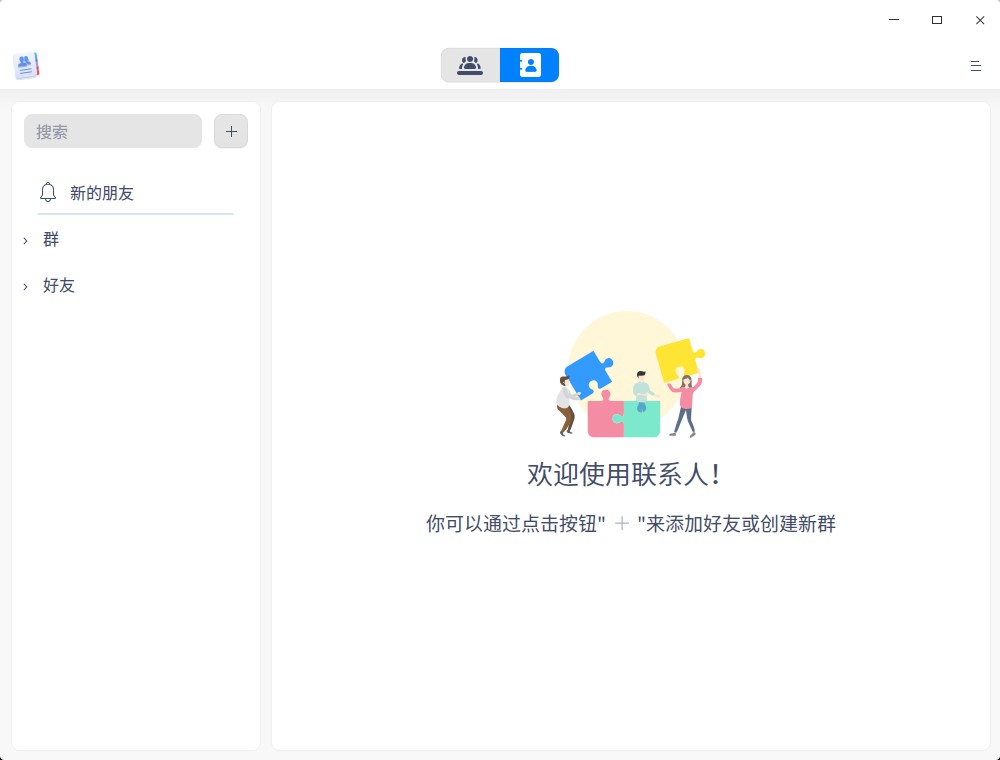 搜索
新的朋友
群
好友
欢迎使用联系人！
你可以通过点击按钮" + "来添加好友或创建新群